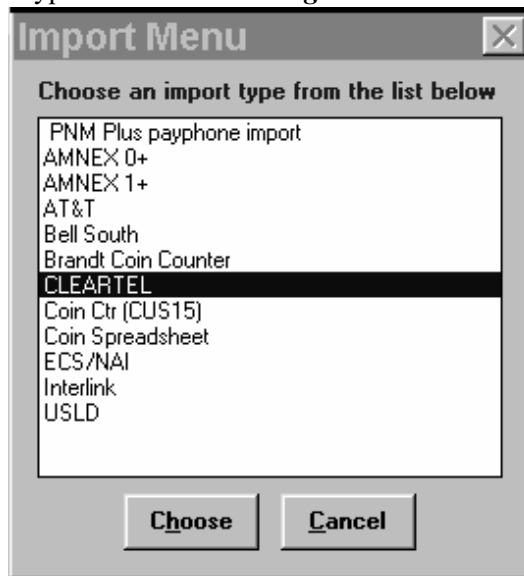 Import Menu
Choose an import type from the list below
PNM Plus payphone import
AMNEX 0+
AMNEX 1+
AT&T
Bell South
Brandt Coin Counter
CLEARTEL
Coin Ctr (CUS15)
Coin Spreadsheet
ECS/NAI
Interlink
USLD
Choose Cancel